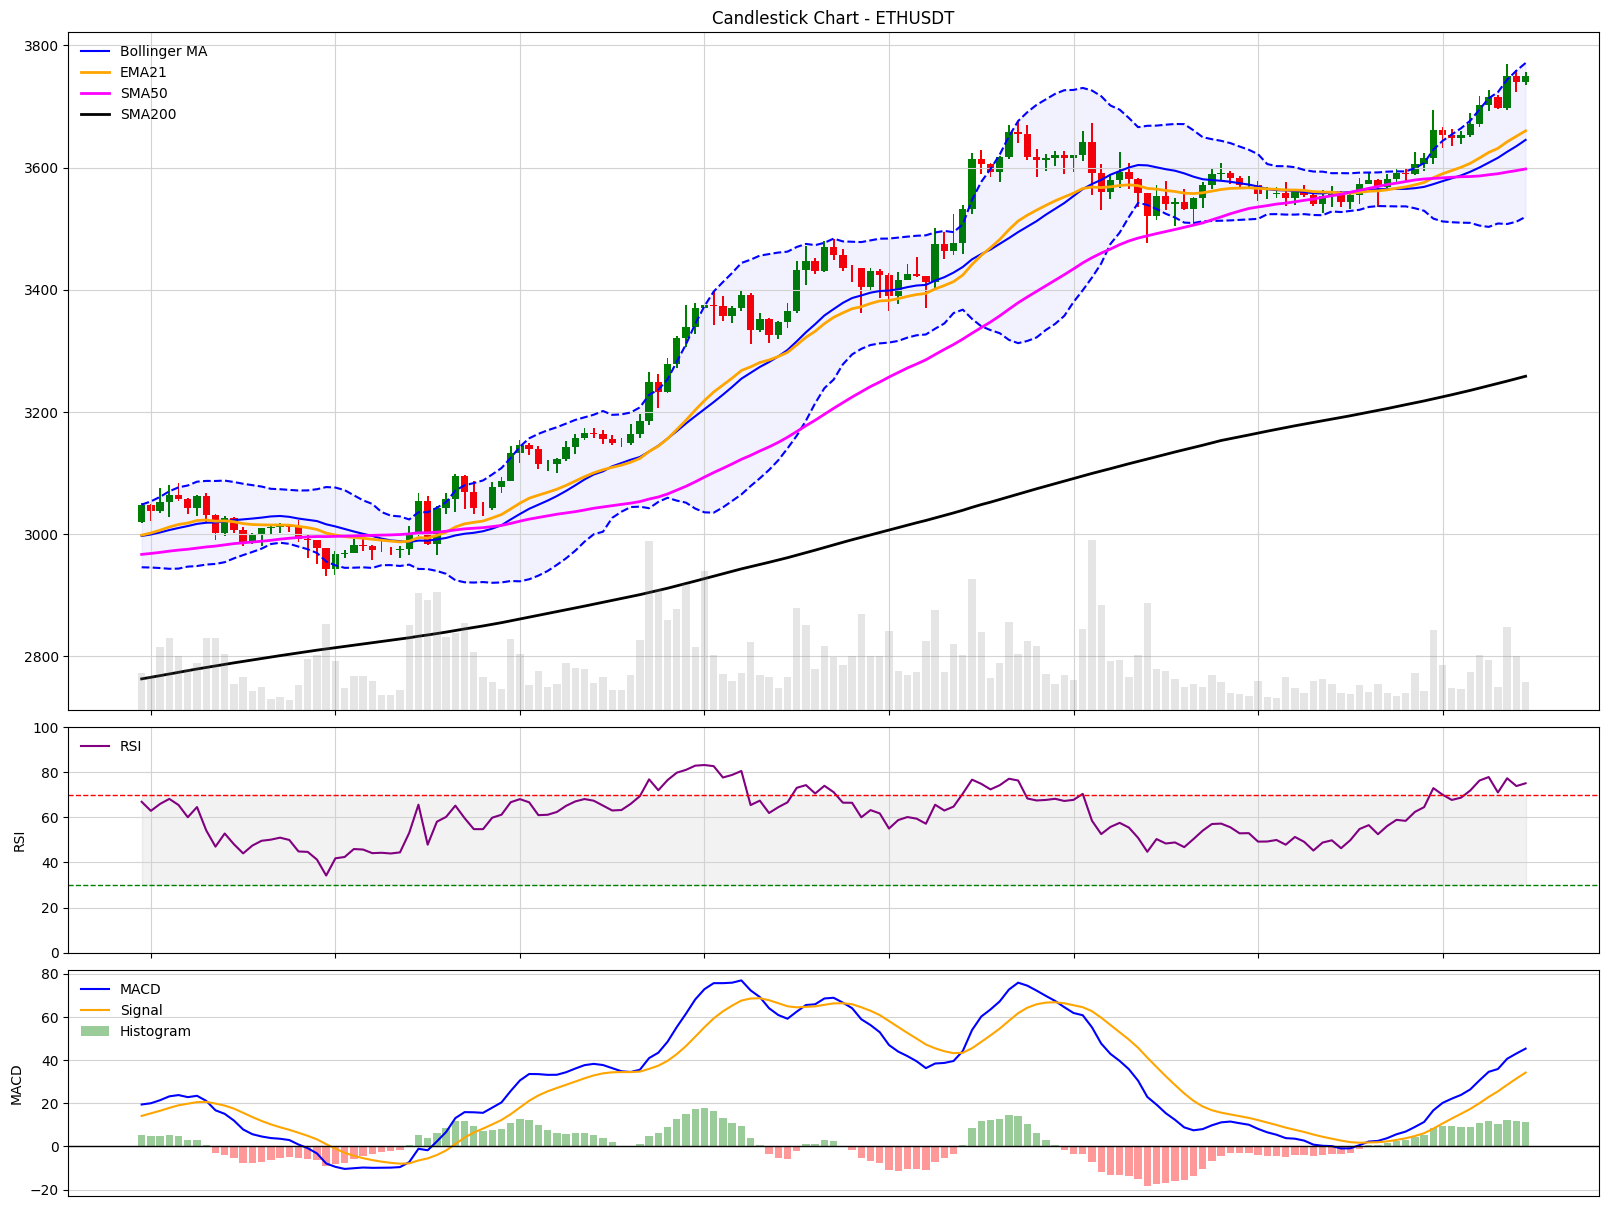 Candlestick Chart - ETHUSDT
3800
3600
3400
3200
3000
2800
Bollinger MA
EMA21
SMA50
SMA200
100
80
60
40
20
0
RSI
RSI
80
60
40
20
0
−20
MACD
MACD
Signal
Histogram